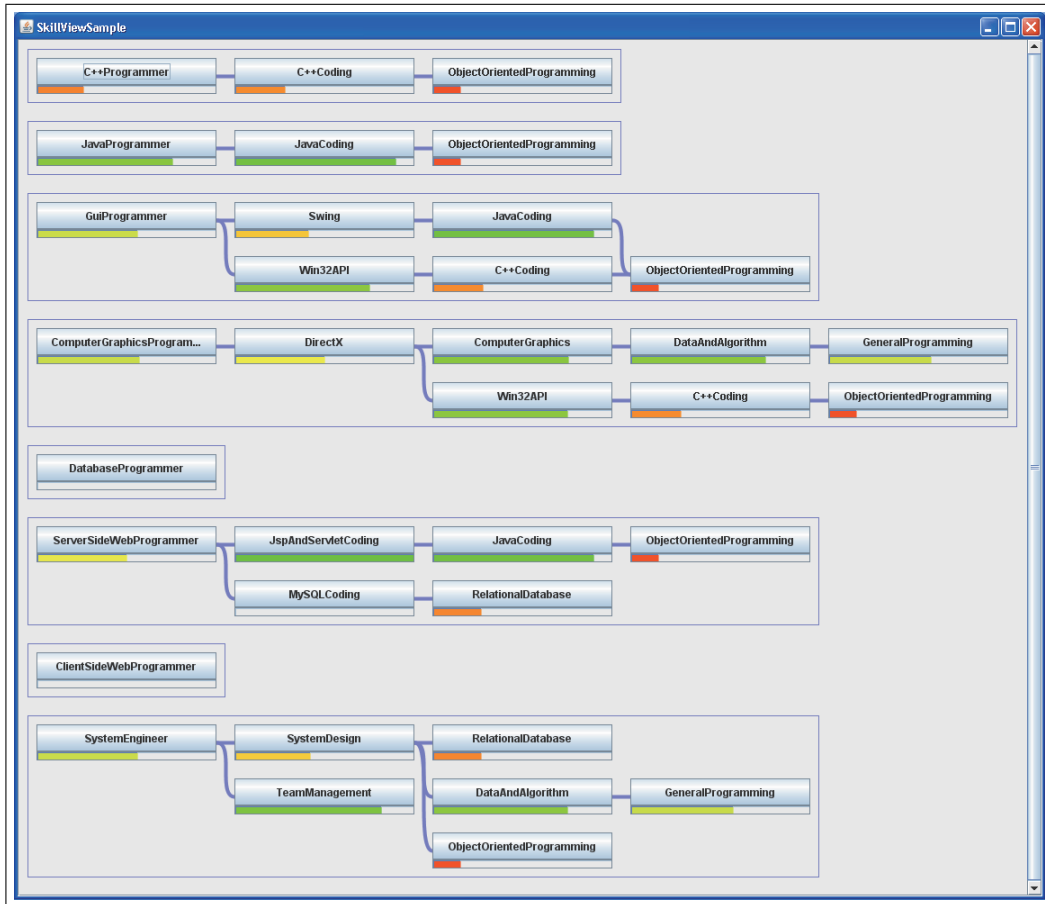 SkillViewSample
C++Programmer C++Coding ObjectOrientedProgramming
JavaProgrammer JavaCoding ObjectOrientedProgramming
GuiProgrammer Swing JavaCoding
Win32API C++Coding ObjectOrientedProgramming
ComputerGraphicsProgram... DirectX ComputerGraphics DataAndAlgorithm GeneralProgramming
Win32API C++Coding ObjectOrientedProgramming
DatabaseProgrammer
ServerSideWebProgrammer JspAndServletCoding JavaCoding ObjectOrientedProgramming
MySQLCoding RelationalDatabase
ClientSideWebProgrammer
SystemEngineer SystemDesign RelationalDatabase
TeamManagement DataAndAlgorithm GeneralProgramming
ObjectOrientedProgramming